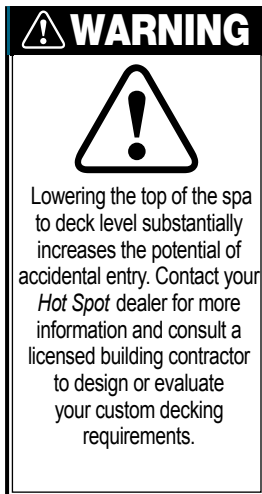 WARNING
Lowering the top of the spa
to deck level substantially
increases the potential of
accidental entry. Contact your
Hot Spot dealer for more
information and consult a
licensed building contractor
to design or evaluate
your custom decking
requirements.